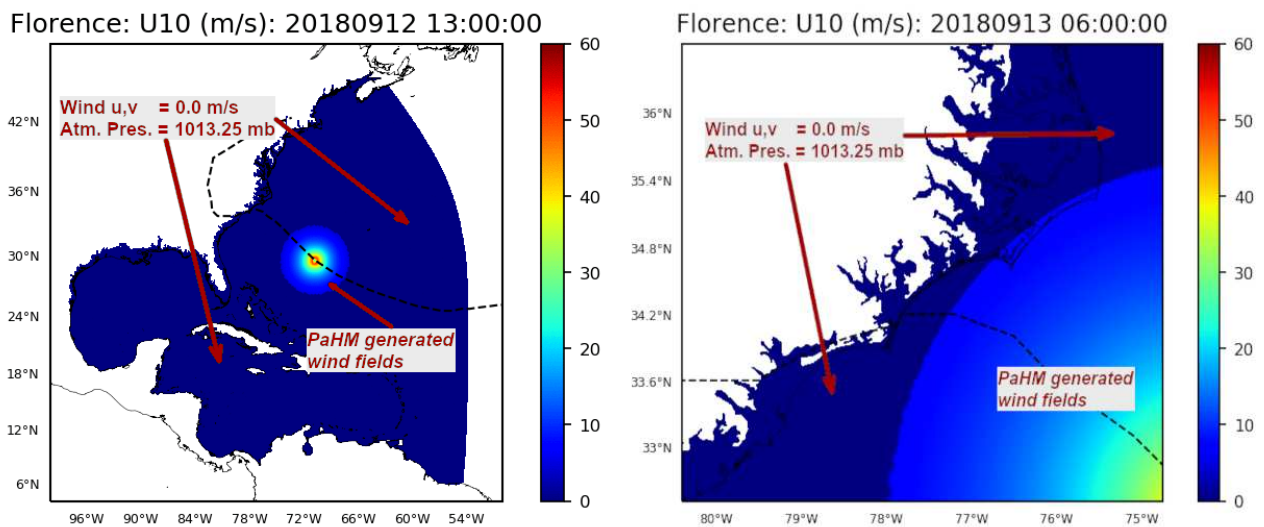 Florence: U10 (m/s): 20180912 13:00:00
Wind u,v = 0.0 m/s
Atm. Pres. = 1013.25 mb
PaHM generated
wind fields
42°N
36°N
30°N
24°N
18°N
12°N
6°N
96°W 90°W 84°W 78°W 72°W 66°W 60°W 54°W
60
50
40
30
20
10
0
Florence: U10 (m/s): 20180913 06:00:00
Wind u,v = 0.0 m/s
Atm. Pres. = 1013.25 mb
PaHM generated
wind fields
36°N
35.4°N
34.8°N
34.2°N
33.6°N
33°N
80°W 79°W 78°W 77°W 76°W 75°W
60
50
40
30
20
10
0